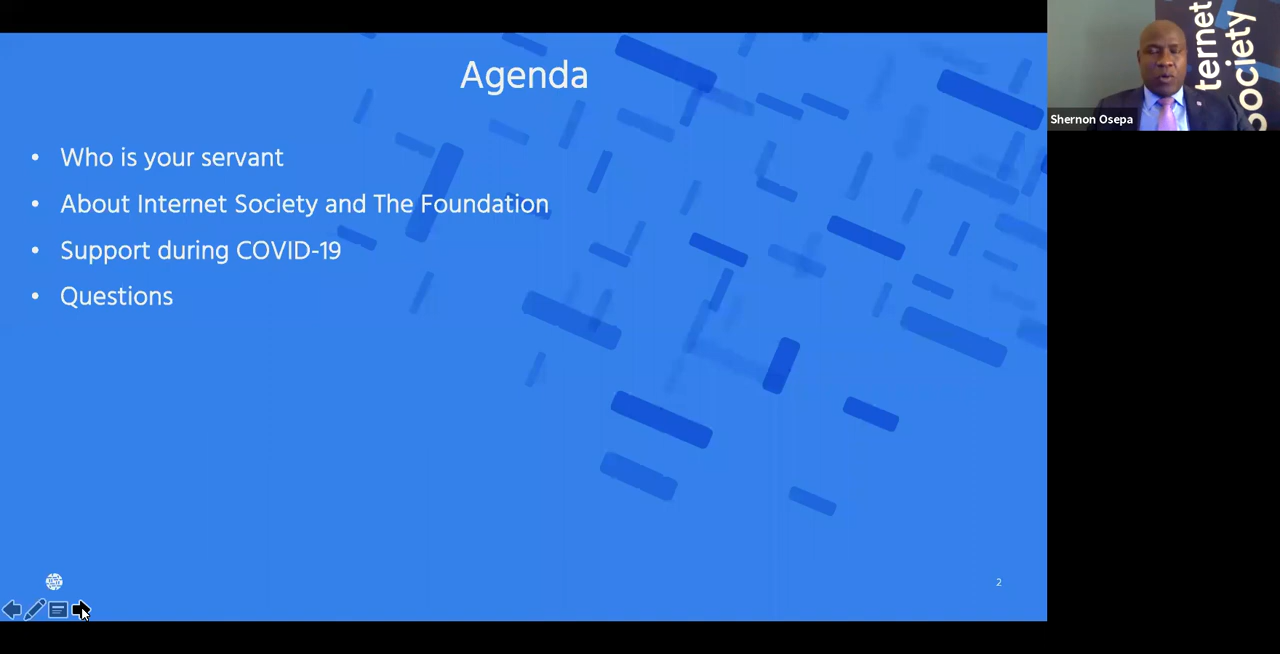 Agenda
• Who is your servant
• About Internet Society and The Foundation
• Support during COVID-19
• Questions
2
ternet
ociety
Shernon Osepa